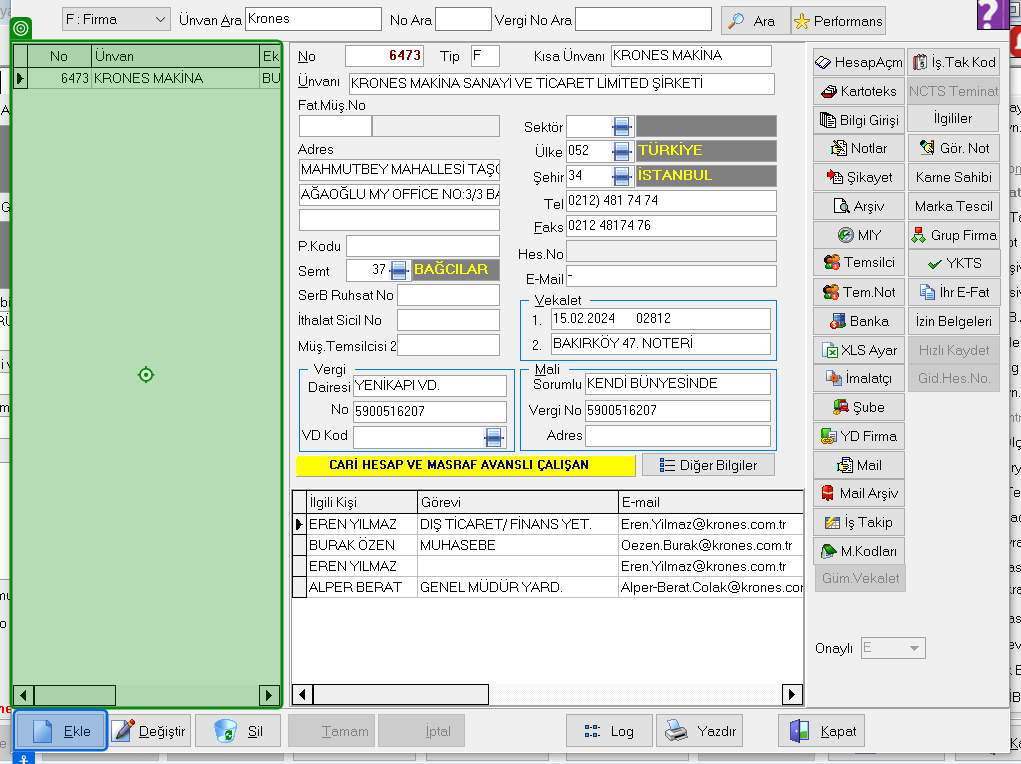 F : Firma Ünvan Ara Krones No Ara Vergi No Ara Ara Performans
No Ünvan Ek
6473 KRONES MAKİNA BU
No 6473 Tip F Kısa Ünvanı KRONES MAKİNA
Ünvanı KRONES MAKİNA SANAYİ VE TİCARET LİMİTED ŞİRKETİ
Fat.Müş.No
Sektör
Adres
Ülke 052 TÜRKİYE
MAHMUTBEY MAHALLESİ TAŞO
Şehir 34 İSTANBUL
AĞAOĞLU MY OFFİCE NO:3/3 BA
Tel 0212) 481 74 74
Faks 0212 48174 76
P.Kodu
Hes.No
Semt 37 BAĞCILAR
E-Mail -
SerB Ruhsat No
İthalat Sicil No
Müş.Temsilcisi 2
Vekalet
1. 15.02.2024 02812
2. BAKIRKÖY 47. NOTERİ
Vergi
Dairesi YENİKAPI VD.
No 5900516207
VD Kod
Mali
Sorumlu KENDİ BÜNYESİNDE
Vergi No 5900516207
Adres
CARİ HESAP VE MASRAF AVANSLI ÇALIŞAN
Diğer Bilgiler
İlgili Kişi Görevi E-mail
EREN YILMAZ DIŞ TİCARET/ FİNANS YET. Eren.Yilmaz@krones.com.tr
BURAK ÖZEN MUHASEBE Oezen.Burak@krones.com.tr
EREN YILMAZ Eren.Yilmaz@krones.com.tr
ALPER BERAT GENEL MÜDÜR YARD. Alper-Berat.Colak@krones.cor
HesapAçm İş.Tak Kod
Kartoteks NCTS Teminat
Bilgi Girişi İlgililer
Notlar Gör. Not
Şikayet Karne Sahibi
Arşiv Marka Tescil
MIY Grup Firma
Temsilci YKTS
Tem.Not İhr E-Fat
Banka İzin Belgeleri
XLS Ayar Hızlı Kaydet
İmalatçı Gid.Hes.No.
Şube
YD Firma
Mail
Mail Arşiv
İş Takip
M.Kodları
Güm.Vekalet
Onaylı E
Ekle Değiştir Sil Tamam İptal Log Yazdır Kapat